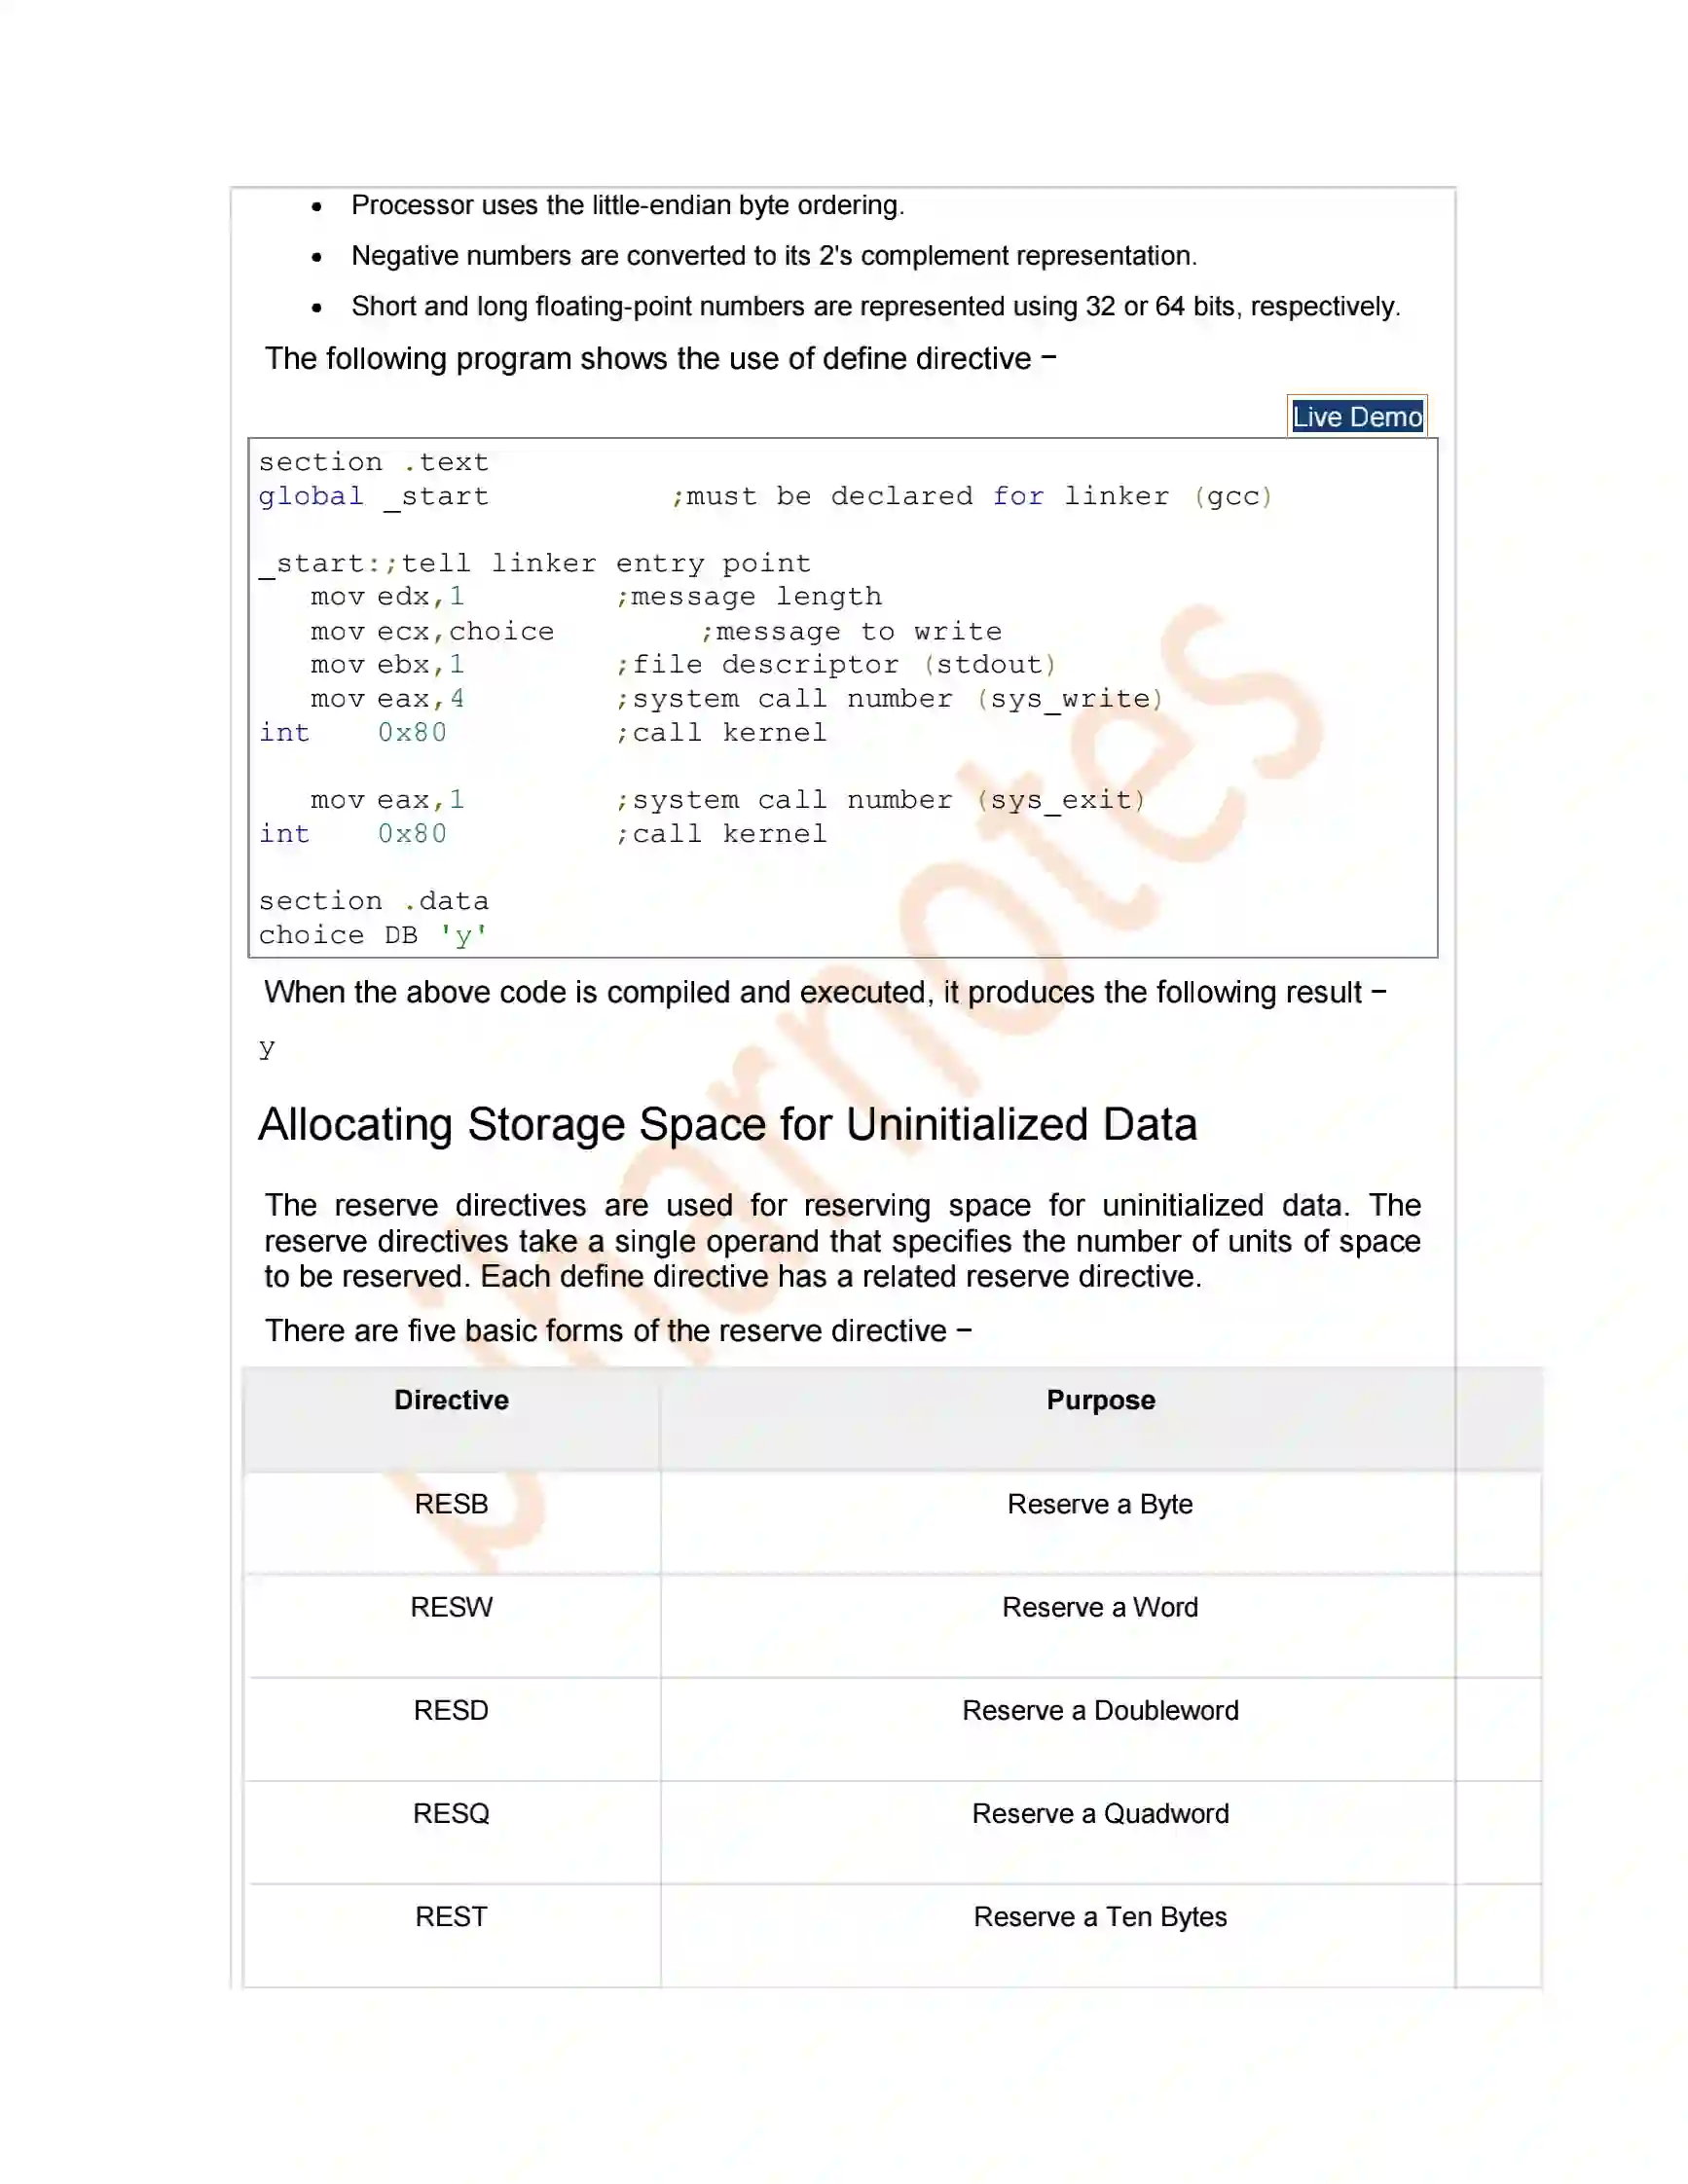 • Processor uses the little-endian byte ordering.
• Negative numbers are converted to its 2's complement representation.
• Short and long floating-point numbers are represented using 32 or 64 bits, respectively.
The following program shows the use of define directive −
Live Demo
section .text
global _start ;must be declared for linker (gcc)
_start:;tell linker entry point
mov edx,1 ;message length
mov ecx,choice ;message to write
mov ebx,1 ;file descriptor (stdout)
mov eax,4 ;system call number (sys_write)
int 0x80 ;call kernel
mov eax,1 ;system call number (sys_exit)
int 0x80 ;call kernel
section .data
choice DB 'y'
When the above code is compiled and executed, it produces the following result −
y
Allocating Storage Space for Uninitialized Data
The reserve directives are used for reserving space for uninitialized data. The
reserve directives take a single operand that specifies the number of units of space
to be reserved. Each define directive has a related reserve directive.
There are five basic forms of the reserve directive −
Directive Purpose
RESB Reserve a Byte
RESW Reserve a Word
RESD Reserve a Doubleword
RESQ Reserve a Quadword
REST Reserve a Ten Bytes